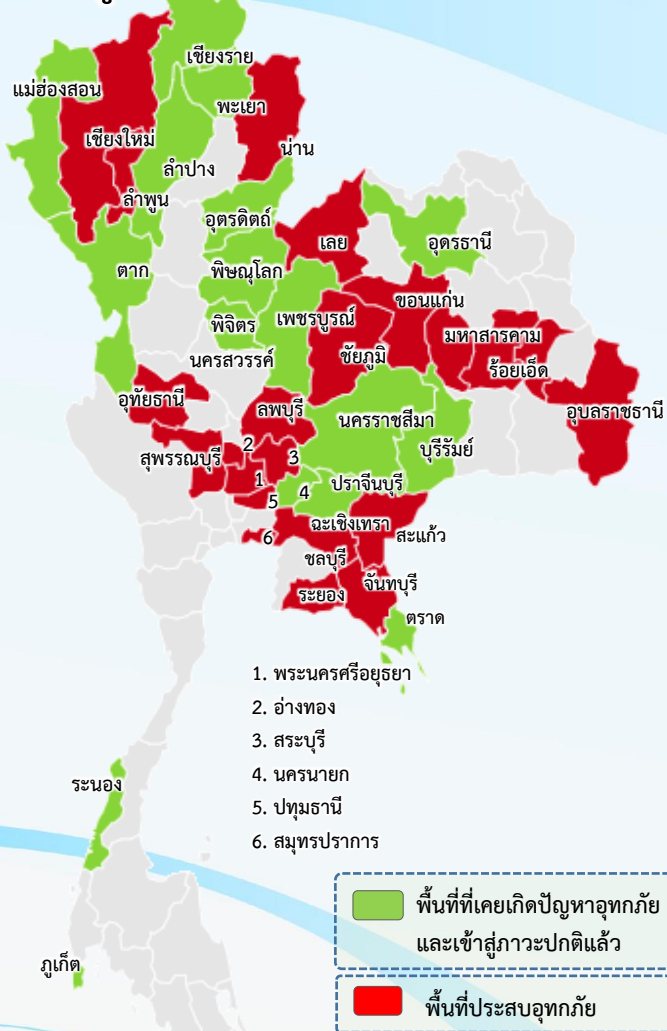 เชียงราย
แม่ฮ่องสอน
พะเยา
เชียงใหม่
น่าน
ลำปาง
ลำพูน
อุตรดิตถ์
เลย
อุดรธานี
ตาก
พิษณุโลก
ขอนแก่น
เพชรบูรณ์
พิจิตร
มหาสารคาม
ชัยภูมิ
นครสวรรค์
ร้อยเอ็ด
อุทัยธานี
ลพบุรี
อุบลราชธานี
นครราชสีมา
2
บุรีรัมย์
สุพรรณบุรี
3
1
ปราจีนบุรี
4
5
ฉะเชิงเทรา
สะแก้ว
6
ชลบุรี
จันทบุรี
ระยอง
ตราด
1. พระนครศรีอยุธยา
2. อ่างทอง
3. สระบุรี
4. นครนายก
5. ปทุมธานี
6. สมุทรปราการ
ระนอง
ภูเก็ต
พื้นที่ที่เคยเกิดปัญหาอุทกภัย
และเข้าสู่ภาวะปกติแล้ว
พื้นที่ประสบอุทกภัย